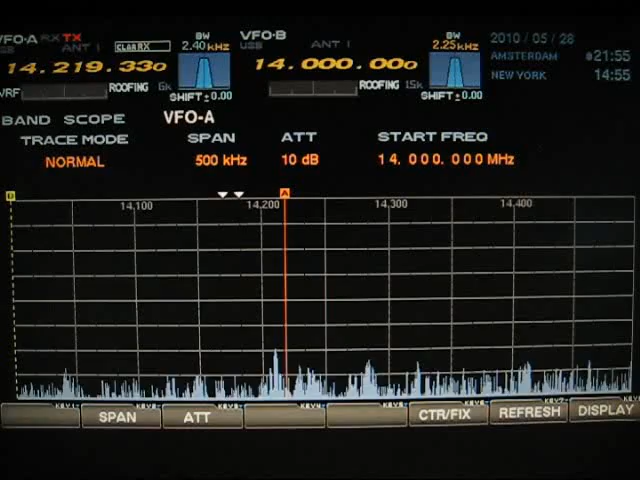 VFO-A RX TX ANT 1 CLAR RX BW 2.40 kHz VFO-B USB ANT 1 BW 2.25 kHz 2010 / 05 / 28
14.219.330 14.000.000 AMSTERDAM 21:55
NEW YORK 14:55
VRF ROOFING 6k SHIFT ± 0.00 ROOFING 15k SHIFT ± 0.00
BAND SCOPE VFO-A
TRACE MODE SPAN ATT START FREQ
NORMAL 500 kHz 10 dB 14. 000. 000 MHz
B A
14,100 14,200 14,300 14,400
SPAN ATT CTR/FIX REFRESH DISPLAY